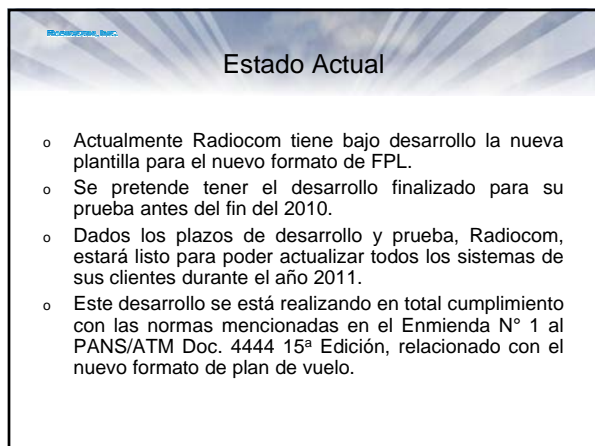 Estado Actual
o Actualmente Radiocom tiene bajo desarrollo la nueva
plantilla para el nuevo formato de FPL.
o Se pretende tener el desarrollo finalizado para su
prueba antes del fin del 2010.
o Dados los plazos de desarrollo y prueba, Radiocom,
estará listo para poder actualizar todos los sistemas de
sus clientes durante el año 2011.
o Este desarrollo se está realizando en total cumplimiento
con las normas mencionadas en el Enmienda N° 1 al
PANS/ATM Doc. 4444 15ª Edición, relacionado con el
nuevo formato de plan de vuelo.